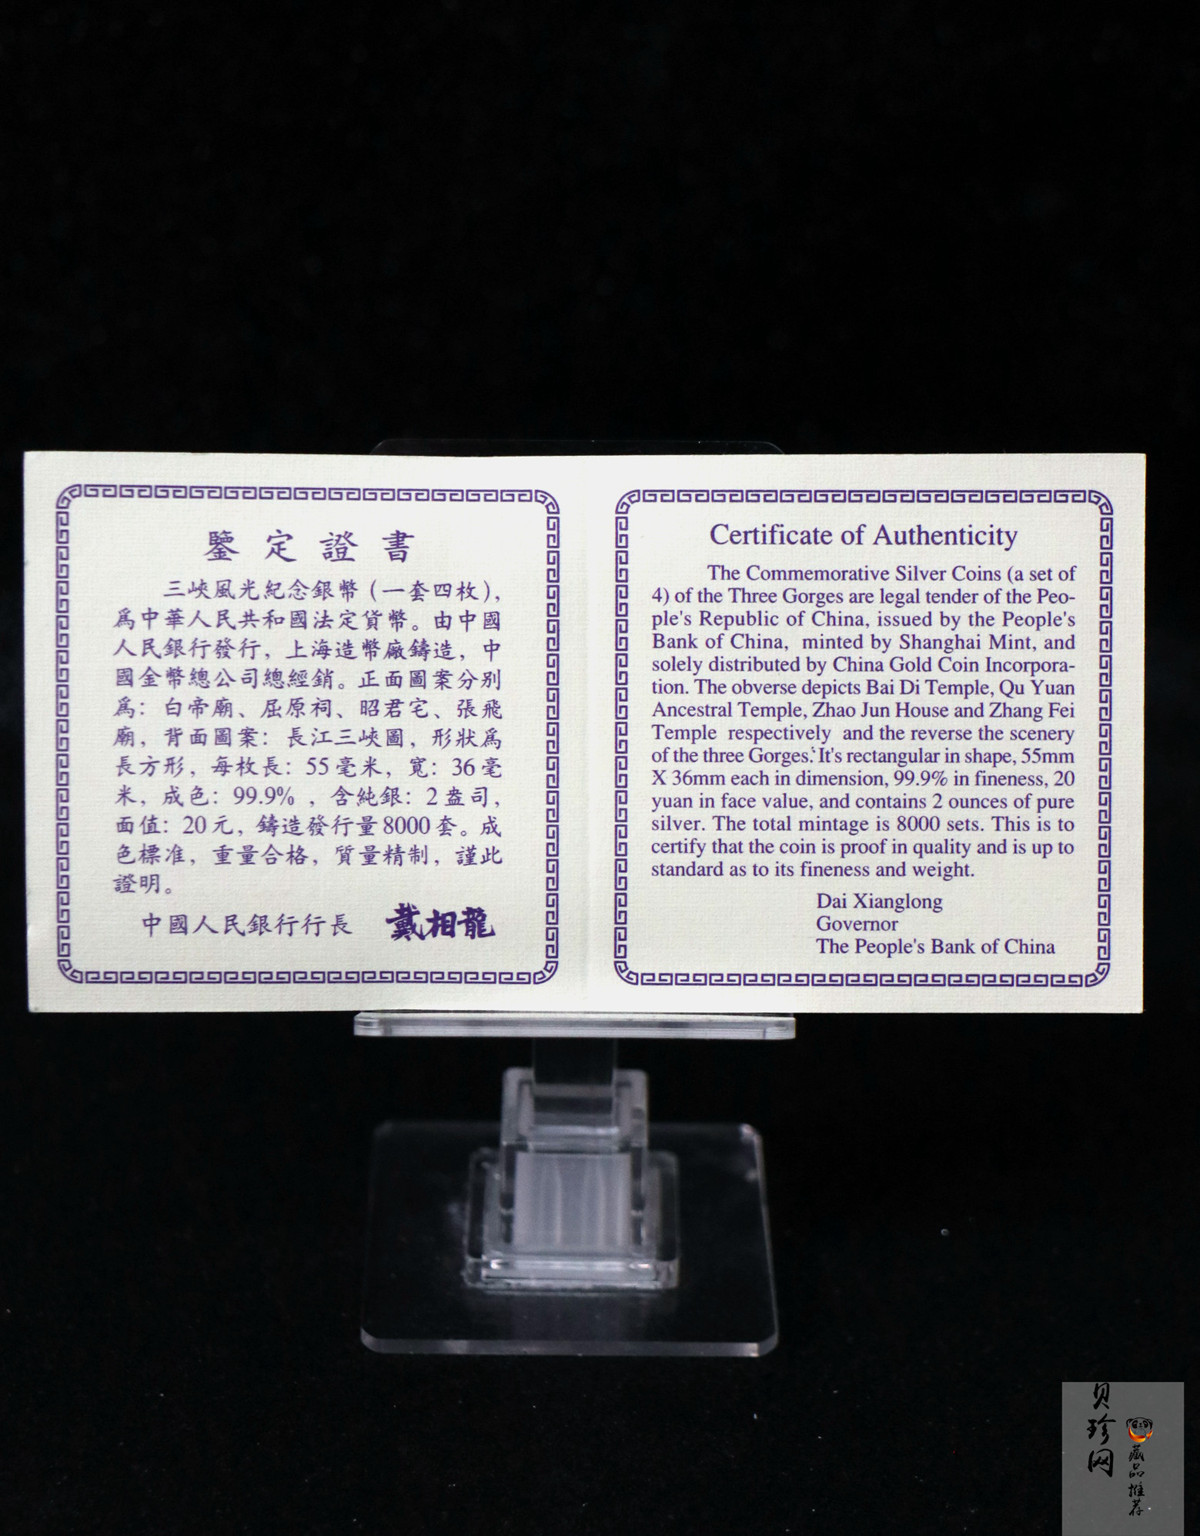 鑒定證書
三峽風光紀念銀幣（一套四枚），
爲中華人民共和國法定貨幣。由中國
人民銀行發行，上海造幣廠鑄造，中
國金幣總公司總經銷。正面圖案分别
爲：白帝廟、屈原祠、昭君宅、張飛
廟，背面圖案：長江三峽圖，形狀爲
長方形，每枚長：55毫米，寬：36毫
米，成色：99.9%，含純銀：2盎司，
面值：20元，鑄造發行量8000套。成
色標准，重量合格，質量精制，謹此
證明。
中國人民銀行行長 戴相龍
Certificate of Authenticity
The Commemorative Silver Coins (a set of
4) of the Three Gorges are legal tender of the Peo-
ple's Republic of China, issued by the People's
Bank of China, minted by Shanghai Mint, and
solely distributed by China Gold Coin Incorpora-
tion. The obverse depicts Bai Di Temple, Qu Yuan
Ancestral Temple, Zhao Jun House and Zhang Fei
Temple respectively and the reverse the scenery
of the three Gorges. It's rectangular in shape, 55mm
X 36mm each in dimension, 99.9% in fineness, 20
yuan in face value, and contains 2 ounces of pure
silver. The total mintage is 8000 sets. This is to
certify that the coin is proof in quality and is up to
standard as to its fineness and weight.
Dai Xianglong
Governor
The People's Bank of China
贝珍网
藏品推荐